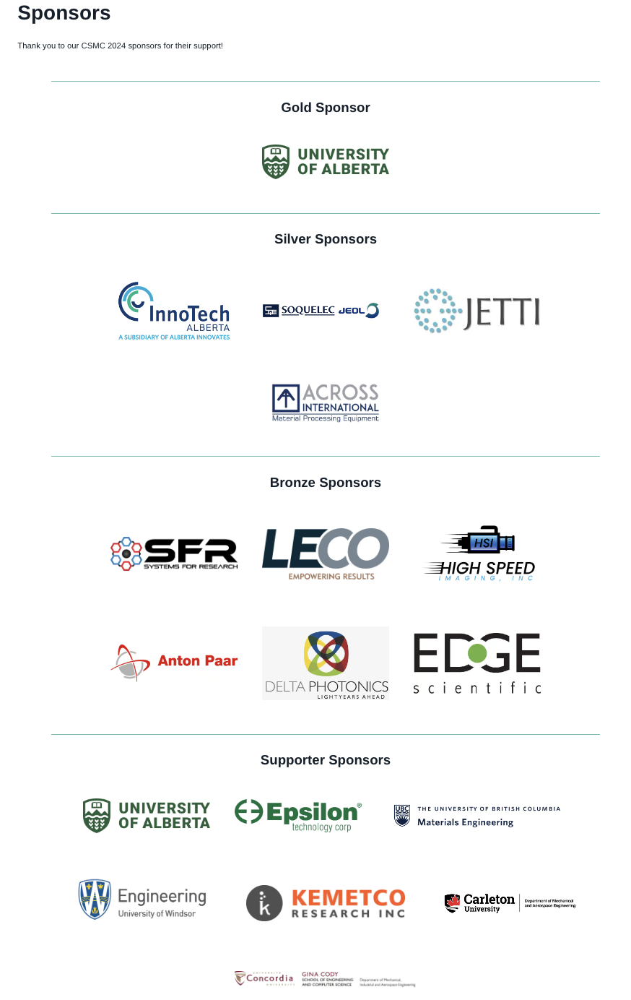 Sponsors
Thank you to our CSMC 2024 sponsors for their support!
Gold Sponsor
UNIVERSITY
OF ALBERTA
Silver Sponsors
InnoTech
ALBERTA
A SUBSIDIARY OF ALBERTA INNOVATES
SQE SOQUELEC JEOL
JETTI
ACROSS
INTERNATIONAL
Material Processing Equipment
Bronze Sponsors
SFR
SYSTEMS FOR RESEARCH
LECO
EMPOWERING RESULTS
HSI
HIGH SPEED
IMAGING, INC
Anton Paar
DELTA PHOTONICS
LIGHTYEARS AHEAD
EDGE
scientific
Supporter Sponsors
UNIVERSITY
OF ALBERTA
Epsilon®
technology corp
UBC
THE UNIVERSITY OF BRITISH COLUMBIA
Materials Engineering
Engineering
University of Windsor
k
KEMETCO
RESEARCH INC
Carleton
University
Department of Mechanical
and Aerospace Engineering
UNIVERSITÉ
Concordia
UNIVERSITY
GINA CODY
SCHOOL OF ENGINEERING
AND COMPUTER SCIENCE
Department of Mechanical,
Industrial and Aerospace Engineering